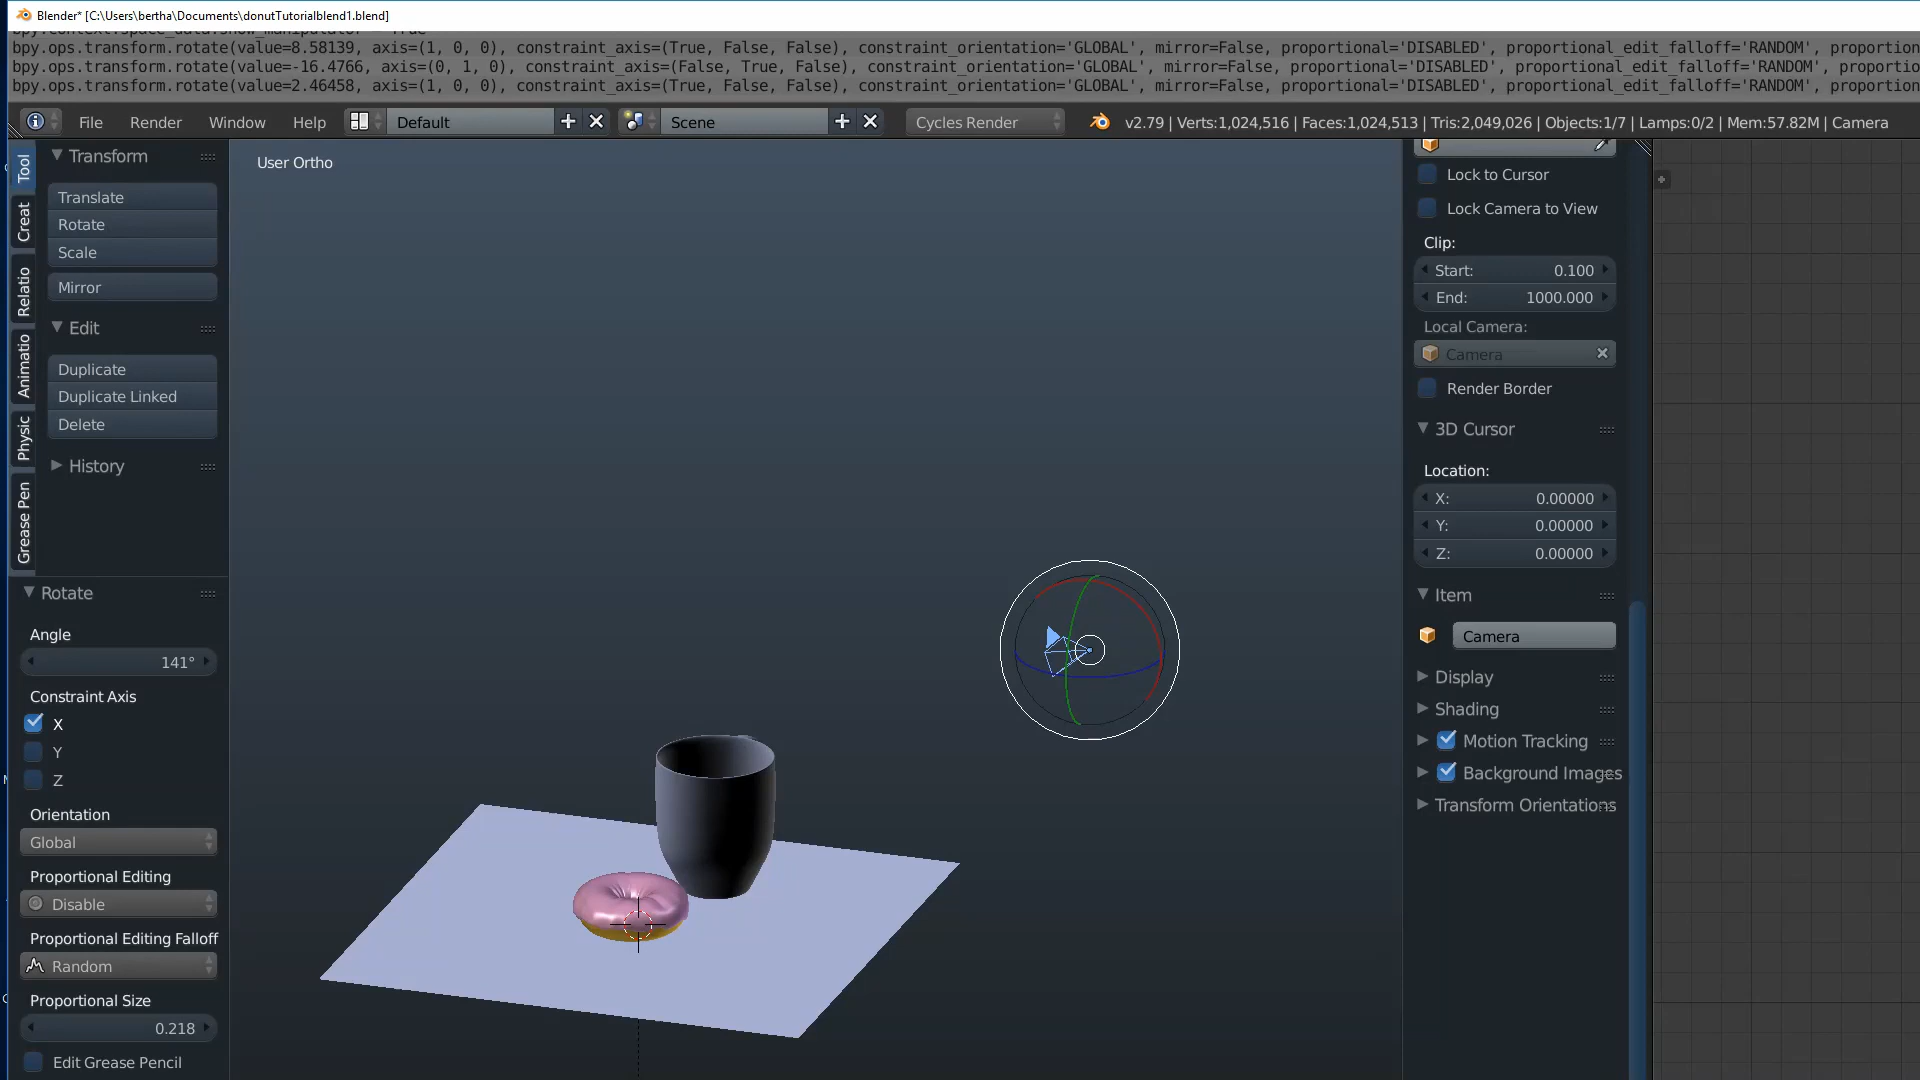 Blender* [C:\Users\bertha\Documents\donutTutorialblend1.blend]
bpy.context.space_data.show_manipulator = True
bpy.ops.transform.rotate(value=8.58139, axis=(1, 0, 0), constraint_axis=(True, False, False), constraint_orientation='GLOBAL', mirror=False, proportional='DISABLED', proportional_edit_falloff='RANDOM', proportion
bpy.ops.transform.rotate(value=-16.4766, axis=(0, 1, 0), constraint_axis=(False, True, False), constraint_orientation='GLOBAL', mirror=False, proportional='DISABLED', proportional_edit_falloff='RANDOM', propo
bpy.ops.transform.rotate(value=2.46458, axis=(1, 0, 0), constraint_axis=(True, False, False), constraint_orientation='GLOBAL', mirror=False, proportional='DISABLED', proportional_edit_falloff='RANDOM', proportion
File Render Window Help Default Scene Cycles Render v2.79 | Verts:1,024,516 | Faces:1,024,513 | Tris:2,049,026 | Objects:1/7 | Lamps:0/2 | Mem:57.82M | Camera
Tool
Creat
Relatio
Animatio
Physic
Grease Pen
Transform
Translate
Rotate
Scale
Mirror
Edit
Duplicate
Duplicate Linked
Delete
History
Rotate
Angle
141°
Constraint Axis
X
Y
Z
Orientation
Global
Proportional Editing
Disable
Proportional Editing Falloff
Random
Proportional Size
0.218
Edit Grease Pencil
User Ortho
Lock to Cursor
Lock Camera to View
Clip:
Start: 0.100
End: 1000.000
Local Camera:
Camera
Render Border
3D Cursor
Location:
X: 0.00000
Y: 0.00000
Z: 0.00000
Item
Camera
Display
Shading
Motion Tracking
Background Images
Transform Orientations